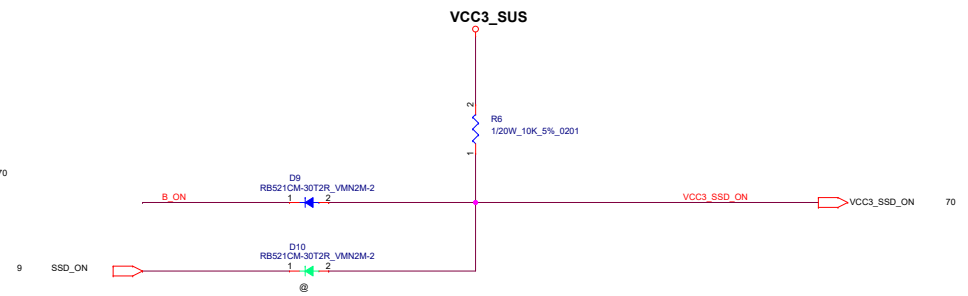 VCC3_SUS
2
R6
1/20W_10K_5%_0201
1
70
D9
RB521CM-30T2R_VMN2M-2
B_ON
1
2
VCC3_SSD_ON
VCC3_SSD_ON
70
D10
RB521CM-30T2R_VMN2M-2
9
SSD_ON
1
2
@